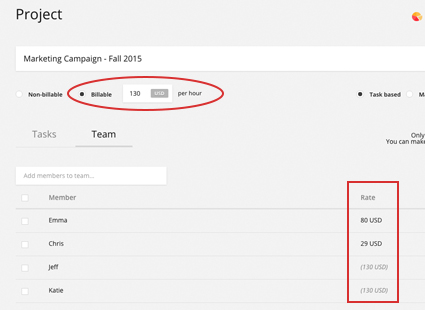 Project
Marketing Campaign - Fall 2015
Non-billable Billable 130 USD per hour Task based
Tasks Team Only
You can make
Add members to team...
Member Rate
Emma 80 USD
Chris 29 USD
Jeff (130 USD)
Katie (130 USD)